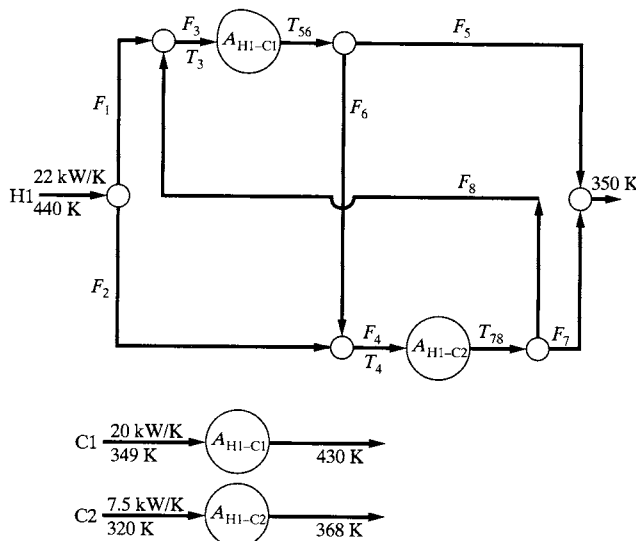 F3
T56
F5
AH1–C1
T3
F6
F1
22 kW/K
350 K
H1
F8
440 K
F2
F4
T78
F7
AH1–C2
T4
20 kW/K
C1
AH1–C1
349 K
430 K
7.5 kW/K
C2
AH1–C2
320 K
368 K